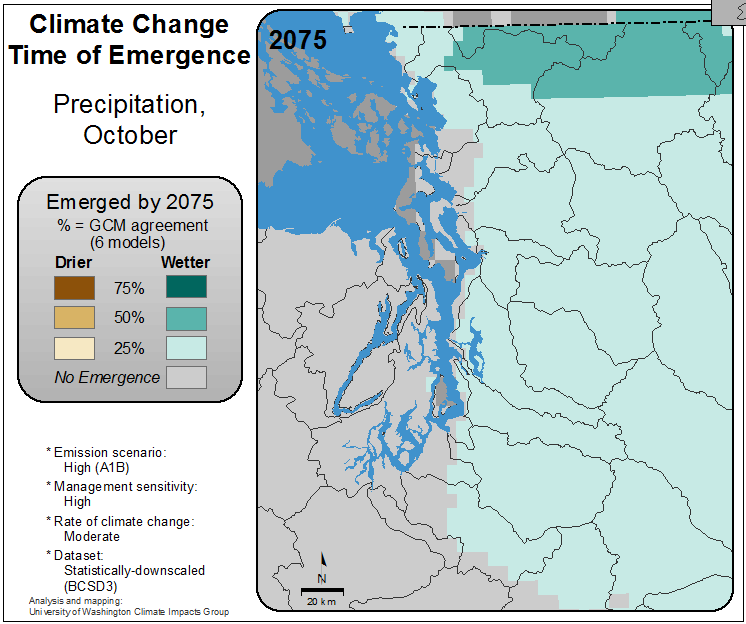 Climate Change
Time of Emergence
Precipitation,
October
Emerged by 2075
% = GCM agreement
(6 models)
Drier Wetter
75%
50%
25%
No Emergence
* Emission scenario:
High (A1B)
* Management sensitivity:
High
* Rate of climate change:
Moderate
* Dataset:
Statistically-downscaled
(BCSD3)
Analysis and mapping:
University of Washington Climate Impacts Group
2075
N
20 km